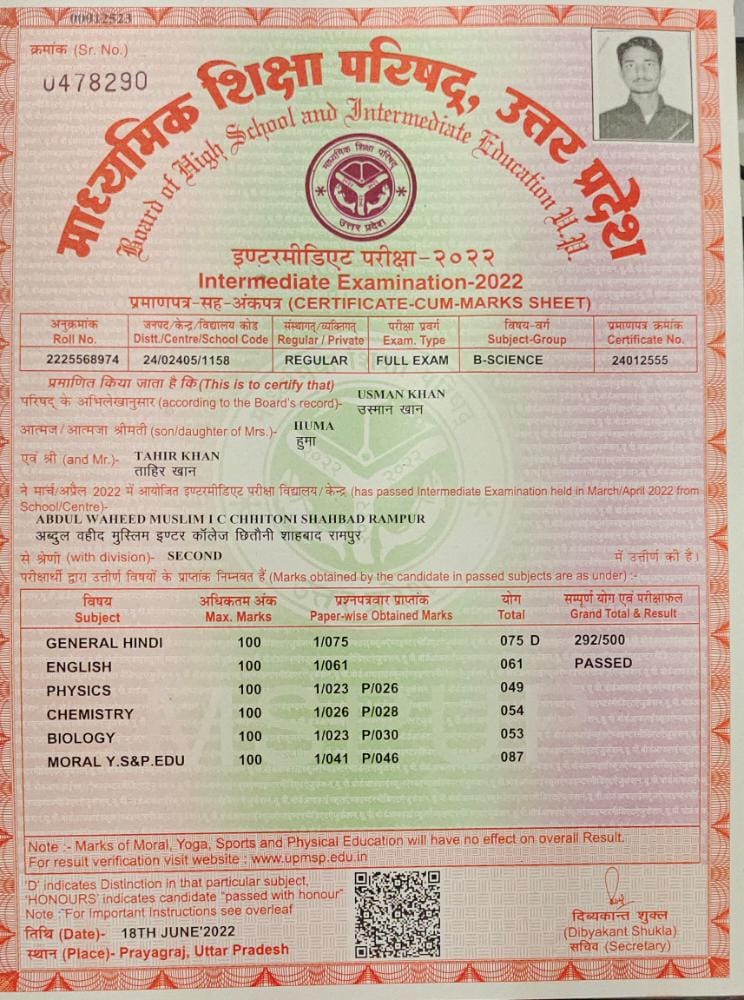 00012523
क्रमांक (Sr. No.)
0478290
माध्यमिक शिक्षा परिषद्, उत्तर प्रदेश
Board of High School and Intermediate Education U.P.
माध्यमिक शिक्षा परिषद
उत्तर प्रदेश
इण्टरमीडिएट परीक्षा-२०२२
Intermediate Examination-2022
प्रमाणपत्र-सह-अंकपत्र (CERTIFICATE-CUM-MARKS SHEET)
अनुक्रमांक जनपद/केन्द्र/विद्यालय कोड संस्थागत/व्यक्तिगत परीक्षा प्रवर्ग विषय-वर्ग प्रमाणपत्र क्रमांक
Roll No. Distt./Centre/School Code Regular / Private Exam. Type Subject-Group Certificate No.
2225568974 24/02405/1158 REGULAR FULL EXAM B-SCIENCE 24012555
प्रमाणित किया जाता है कि (This is to certify that)
परिषद् के अभिलेखानुसार (according to the Board's record)- USMAN KHAN
उस्मान खान
आत्मज/आत्मजा श्रीमती (son/daughter of Mrs.)- HUMA
हुमा
एवं श्री (and Mr.)- TAHIR KHAN
ताहिर खान
ने मार्च/अप्रैल 2022 में आयोजित इण्टरमीडिएट परीक्षा विद्यालय/केन्द्र (has passed Intermediate Examination held in March/April 2022 from
School/Centre)-
ABDUL WAHEED MUSLIM I C CHHITONI SHAHBAD RAMPUR
अब्दुल वहीद मुस्लिम इण्टर कॉलेज छितौनी शाहबाद रामपुर
से श्रेणी (with division)- SECOND में उत्तीर्ण की है।
परीक्षार्थी द्वारा उत्तीर्ण विषयों के प्राप्तांक निम्नवत हैं (Marks obtained by the candidate in passed subjects are as under) :-
विषय अधिकतम अंक प्रश्नपत्रवार प्राप्तांक योग सम्पूर्ण योग एवं परीक्षाफल
Subject Max. Marks Paper-wise Obtained Marks Total Grand Total & Result
GENERAL HINDI 100 1/075 075 D 292/500
ENGLISH 100 1/061 061 PASSED
PHYSICS 100 1/023 P/026 049
CHEMISTRY 100 1/026 P/028 054
BIOLOGY 100 1/023 P/030 053
MORAL Y.S&P.EDU 100 1/041 P/046 087
Note :- Marks of Moral, Yoga, Sports and Physical Education will have no effect on overall Result.
For result verification visit website : www.upmsp.edu.in
'D' indicates Distinction in that particular subject,
'HONOURS' indicates candidate "passed with honour"
Note :-For Important Instructions see overleaf
तिथि (Date)- 18TH JUNE'2022
स्थान (Place)- Prayagraj, Uttar Pradesh
दिब्यकान्त शुक्ल
(Dibyakant Shukla)
सचिव (Secretary)